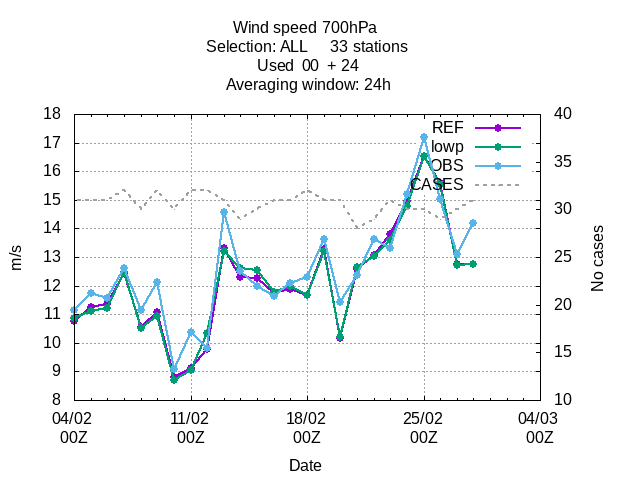 Wind speed 700hPa
Selection: ALL 33 stations
Used 00 + 24
Averaging window: 24h
18 40
REF
17
lowp
16 35
OBS
CASES
15
14 30
13 25
m/s
No cases
12
11 20
10 15
9
8 10
04/02 11/02 18/02 25/02 04/03
00Z 00Z 00Z 00Z 00Z
Date